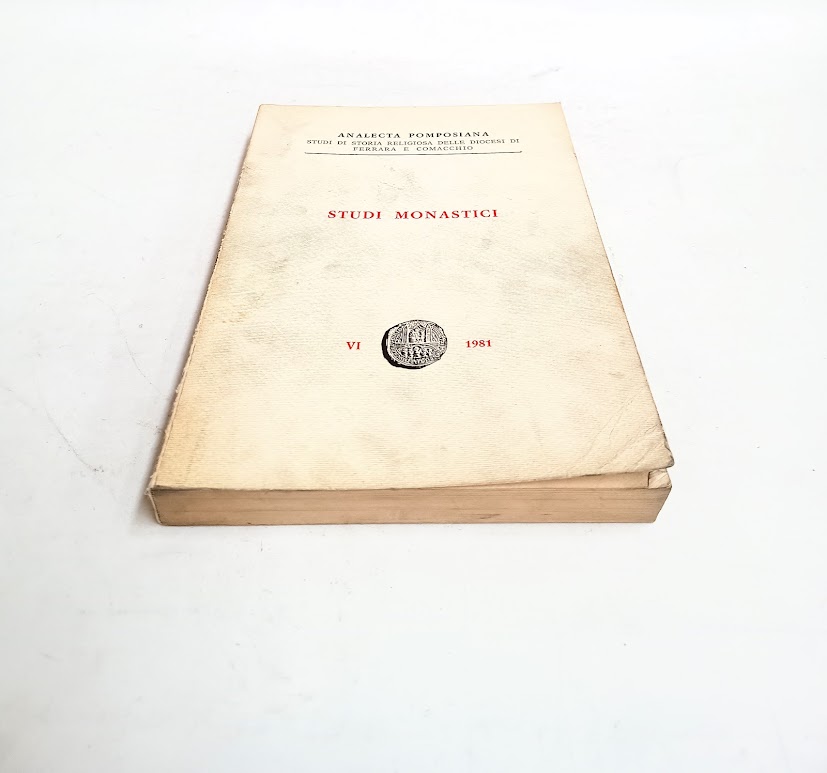 ANALECTA POMPOSIANA
STUDI DI STORIA RELIGIOSA DELLE DIOCESI DI
FERRARA E COMACCHIO
STUDI MONASTICI
VI 1981